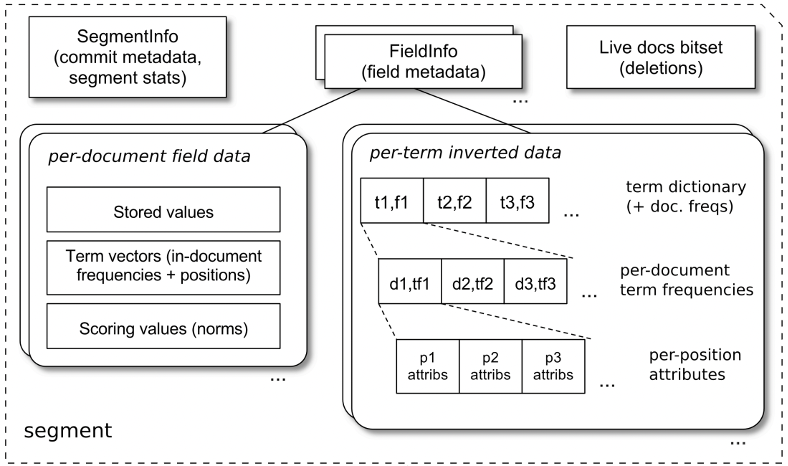 SegmentInfo
(commit metadata,
segment stats)
FieldInfo
(field metadata)
...
Live docs bitset
(deletions)
per-document field data
Stored values
Term vectors (in-document
frequencies + positions)
Scoring values (norms)
...
per-term inverted data
t1,f1 t2,f2 t3,f3 ...
term dictionary
(+ doc. freqs)
d1,tf1 d2,tf2 d3,tf3 ...
per-document
term frequencies
p1 p2 p3
attribs attribs attribs ...
per-position
attributes
...
segment